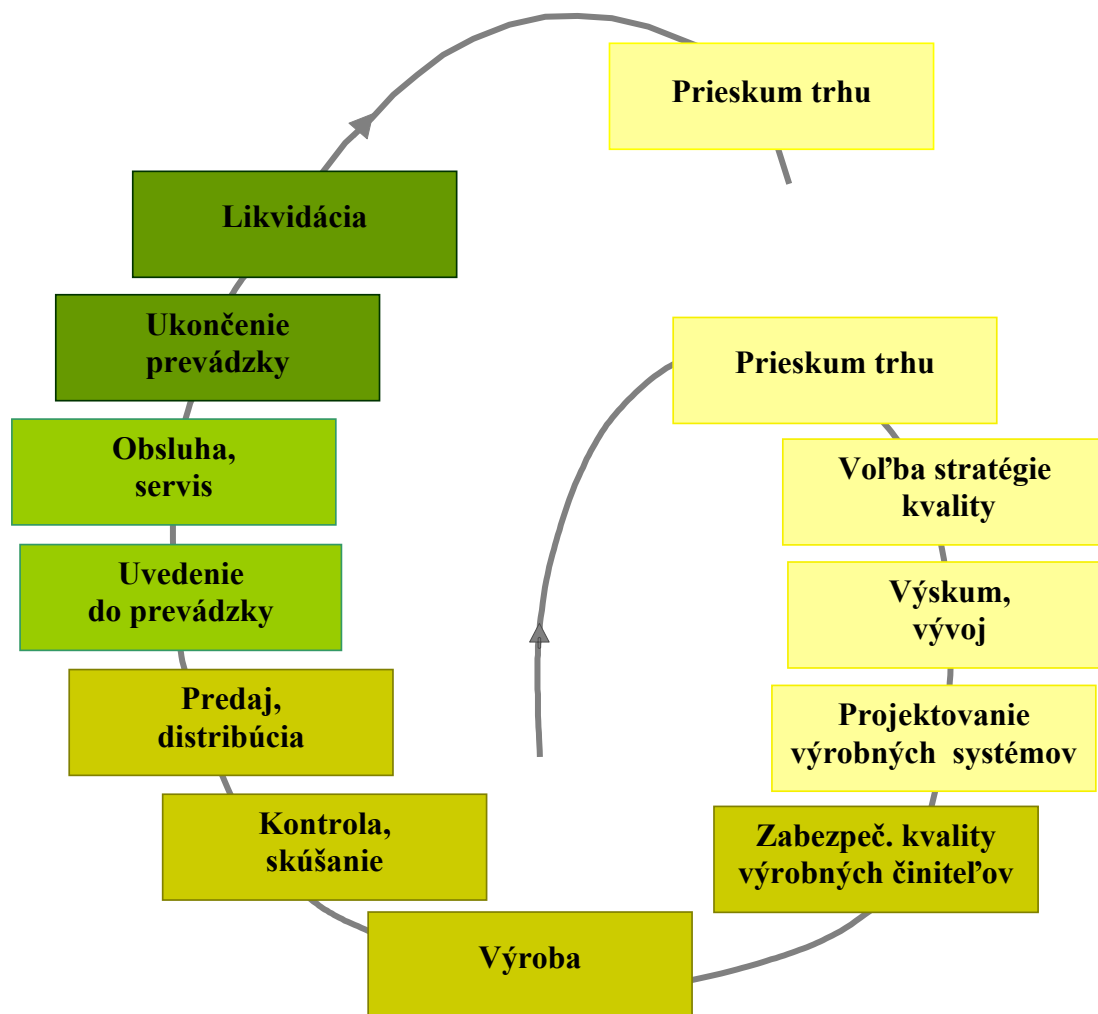 Prieskum trhu
Likvidácia
Ukončenie
prevádzky
Prieskum trhu
Obsluha,
servis
Voľba stratégie
kvality
Uvedenie
do prevádzky
Výskum,
vývoj
Predaj,
distribúcia
Projektovanie
výrobných  systémov
Kontrola,
skúšanie
Zabezpeč. kvality
výrobných činiteľov
Výroba